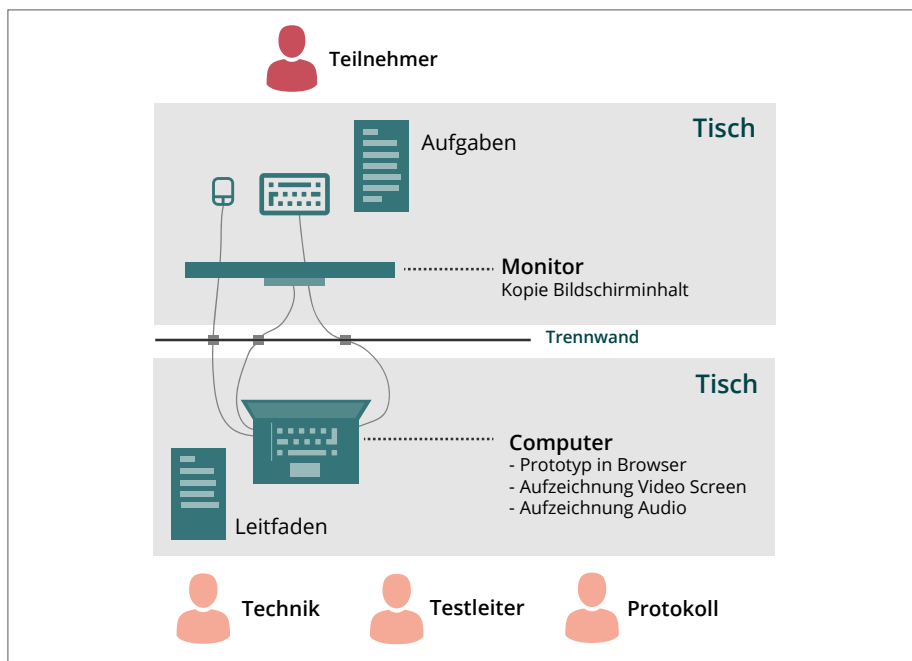 Teilnehmer
Tisch
Aufgaben
Monitor
Kopie Bildschirminhalt
Trennwand
Tisch
Computer
- Prototyp in Browser
- Aufzeichnung Video Screen
- Aufzeichnung Audio
Leitfaden
Technik
Testleiter
Protokoll